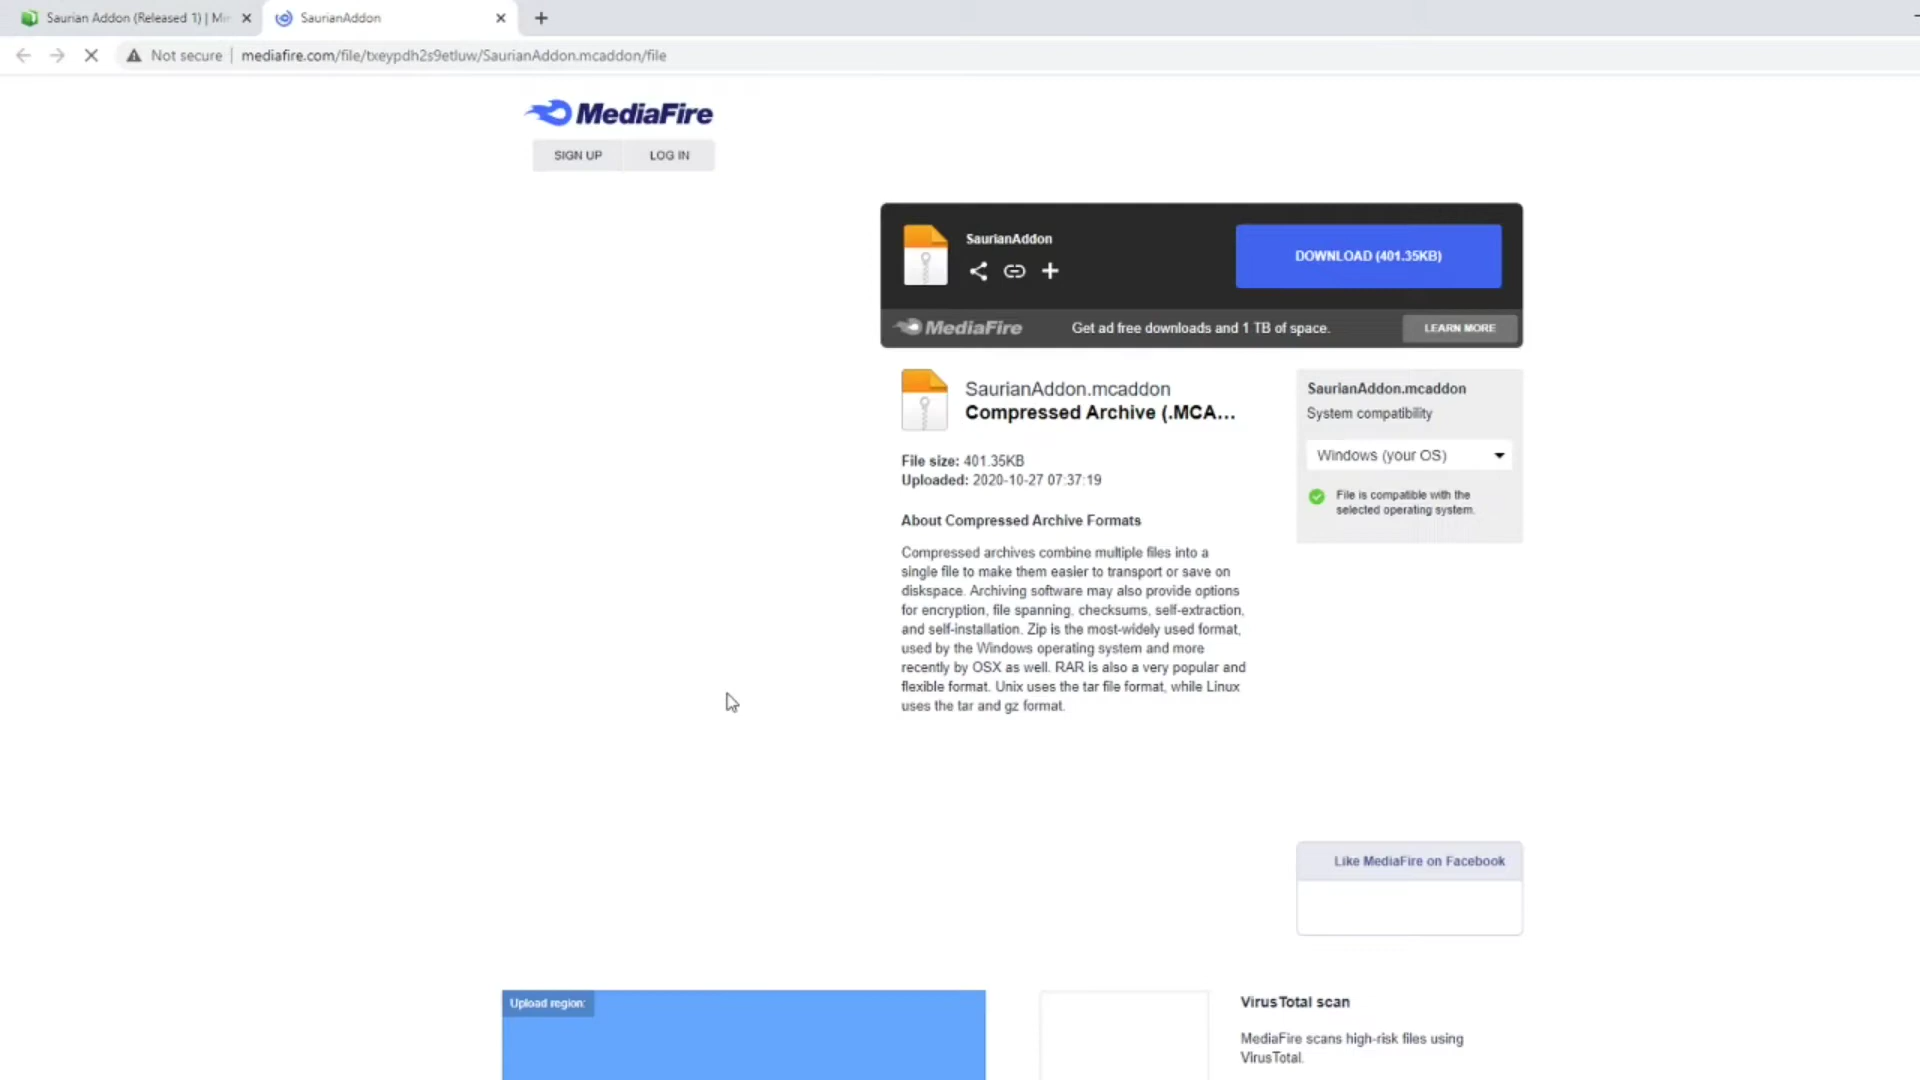 Saurian Addon (Released 1) | Mi
SaurianAddon
Not secure | mediafire.com/file/txeypdh2s9etluw/SaurianAddon.mcaddon/file
MediaFire
SIGN UP
LOG IN
SaurianAddon
DOWNLOAD (401.35KB)
MediaFire
Get ad free downloads and 1 TB of space.
LEARN MORE
SaurianAddon.mcaddon
Compressed Archive (.MCA...
File size: 401.35KB
Uploaded: 2020-10-27 07:37:19
About Compressed Archive Formats
Compressed archives combine multiple files into a
single file to make them easier to transport or save on
diskspace. Archiving software may also provide options
for encryption, file spanning, checksums, self-extraction,
and self-installation. Zip is the most-widely used format,
used by the Windows operating system and more
recently by OSX as well. RAR is also a very popular and
flexible format. Unix uses the tar file format, while Linux
uses the tar and gz format.
SaurianAddon.mcaddon
System compatibility
Windows (your OS)
File is compatible with the
selected operating system.
Like MediaFire on Facebook
Upload region:
VirusTotal scan
MediaFire scans high-risk files using
VirusTotal.